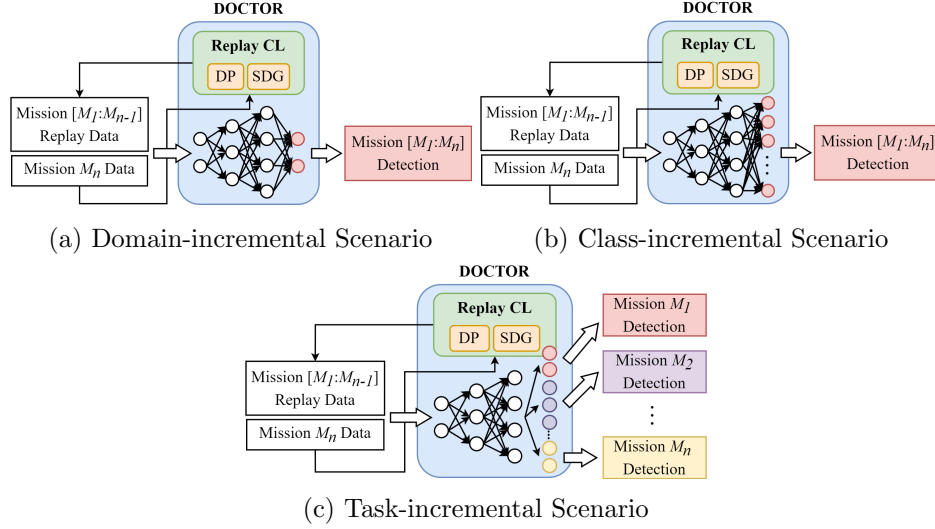 DOCTOR
Replay CL
DP SDG
Mission [M1:Mn-1]
Replay Data
Mission Mn Data
Mission [M1:Mn]
Detection
(a) Domain-incremental Scenario
DOCTOR
Replay CL
DP SDG
Mission [M1:Mn-1]
Replay Data
Mission Mn Data
Mission [M1:Mn]
Detection
(b) Class-incremental Scenario
DOCTOR
Replay CL
DP SDG
Mission [M1:Mn-1]
Replay Data
Mission Mn Data
Mission M1
Detection
Mission M2
Detection
Mission Mn
Detection
(c) Task-incremental Scenario